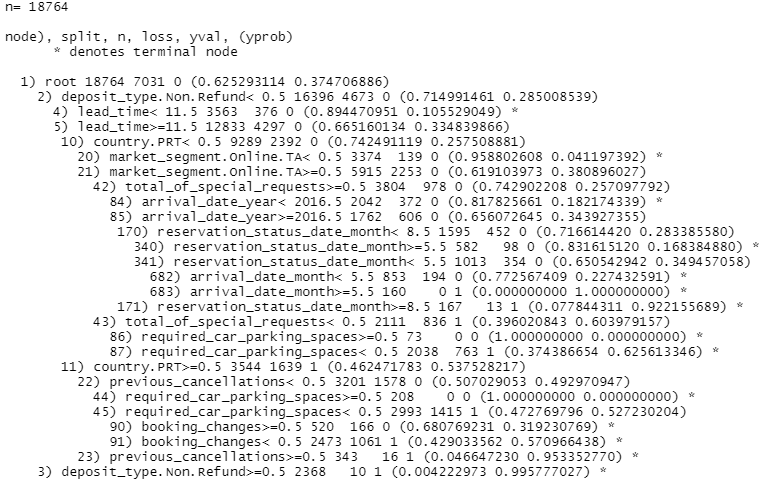 n= 18764
node), split, n, loss, yval, (yprob)
* denotes terminal node
1) root 18764 7031 0 (0.625293114 0.374706886)
2) deposit_type.Non.Refund< 0.5 16396 4673 0 (0.714991461 0.285008539)
4) lead_time< 11.5 3563 376 0 (0.894470951 0.105529049) *
5) lead_time>=11.5 12833 4297 0 (0.665160134 0.334839866)
10) country.PRT< 0.5 9289 2392 0 (0.742491119 0.257508881)
20) market_segment.Online.TA< 0.5 3374 139 0 (0.958802608 0.041197392) *
21) market_segment.Online.TA>=0.5 5915 2253 0 (0.619103973 0.380896027)
42) total_of_special_requests>=0.5 3804 978 0 (0.742902208 0.257097792)
84) arrival_date_year< 2016.5 2042 372 0 (0.817825661 0.182174339) *
85) arrival_date_year>=2016.5 1762 606 0 (0.656072645 0.343927355)
170) reservation_status_date_month< 8.5 1595 452 0 (0.716614420 0.283385580)
340) reservation_status_date_month>=5.5 582 98 0 (0.831615120 0.168384880) *
341) reservation_status_date_month< 5.5 1013 354 0 (0.650542942 0.349457058)
682) arrival_date_month< 5.5 853 194 0 (0.772567409 0.227432591) *
683) arrival_date_month>=5.5 160 0 1 (0.000000000 1.000000000) *
171) reservation_status_date_month>=8.5 167 13 1 (0.077844311 0.922155689) *
43) total_of_special_requests< 0.5 2111 836 1 (0.396020843 0.603979157)
86) required_car_parking_spaces>=0.5 73 0 0 (1.000000000 0.000000000) *
87) required_car_parking_spaces< 0.5 2038 763 1 (0.374386654 0.625613346) *
11) country.PRT>=0.5 3544 1639 1 (0.462471783 0.537528217)
22) previous_cancellations< 0.5 3201 1578 0 (0.507029053 0.492970947)
44) required_car_parking_spaces>=0.5 208 0 0 (1.000000000 0.000000000) *
45) required_car_parking_spaces< 0.5 2993 1415 1 (0.472769796 0.527230204)
90) booking_changes>=0.5 520 166 0 (0.680769231 0.319230769) *
91) booking_changes< 0.5 2473 1061 1 (0.429033562 0.570966438) *
23) previous_cancellations>=0.5 343 16 1 (0.046647230 0.953352770) *
3) deposit_type.Non.Refund>=0.5 2368 10 1 (0.004222973 0.995777027) *